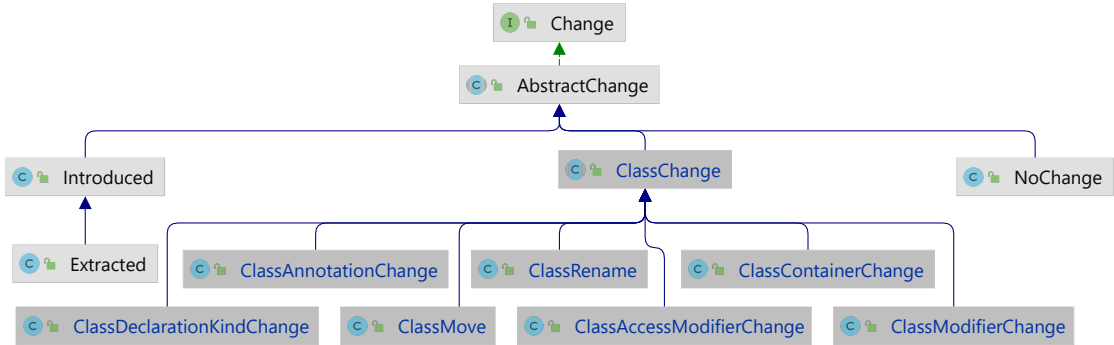 I Change
C AbstractChange
C Introduced
C ClassChange
C NoChange
C Extracted
C ClassAnnotationChange
C ClassRename
C ClassContainerChange
C ClassDeclarationKindChange
C ClassMove
C ClassAccessModifierChange
C ClassModifierChange